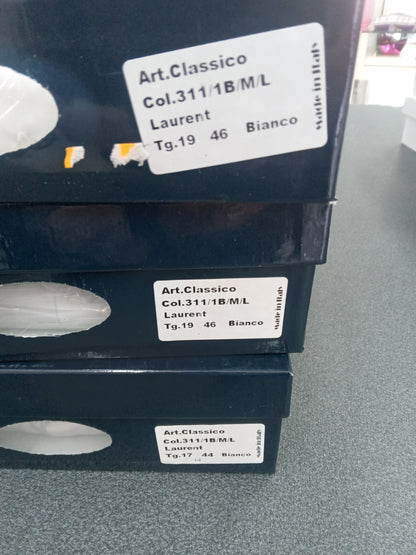 Art.Classico
Col.311/1B/M/L
Laurent
Tg.19 46 Bianco
Made in Italy
Art.Classico
Col.311/1B/M/L
Laurent
Tg.19 46 Bianco
Made in Italy
Art.Classico
Col.311/1B/M/L
Laurent
Tg.17 44 Bianco
Made in Italy